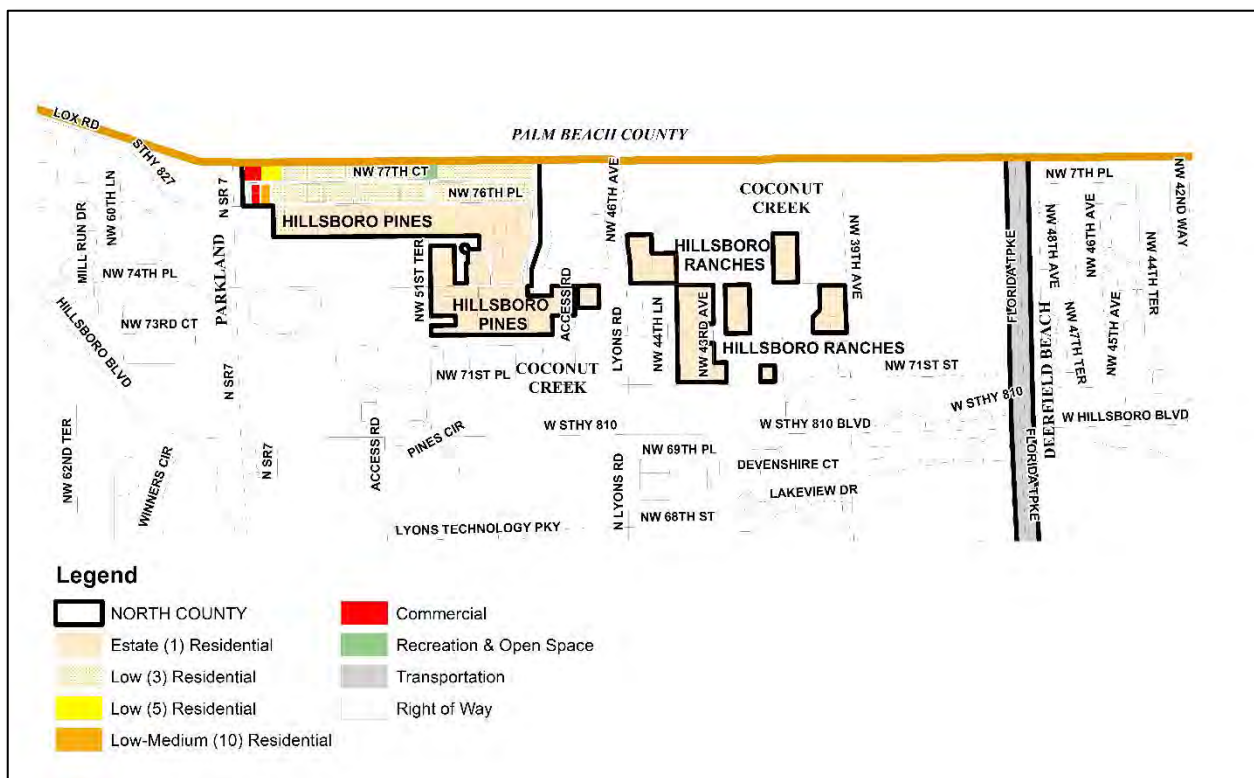 LOX RD
STHY 827
PALM BEACH COUNTY
NW 60TH LN
MILL RUN DR
N SR 7
NW 77TH CT
NW 76TH PL
NW 46TH AVE
COCONUT
CREEK
NW 7TH PL
NW 42ND WAY
NW 46TH AVE
NW 48TH AVE
NW 44TH TER
HILLSBORO PINES
HILLSBORO
RANCHES
NW 39TH AVE
PARKLAND
NW 74TH PL
NW 51ST TER
ACCESS RD
FLORIDA TPKE
HILLSBORO
PINES
NW 73RD CT
HILLSBORO BLVD
LYONS RD
NW 44TH LN
NW 43RD AVE
HILLSBORO RANCHES
NW 47TH TER
NW 45TH AVE
DEERFIELD BEACH
N SR7
NW 71ST PL
COCONUT
CREEK
NW 71ST ST
W STHY 810
W HILLSBORO BLVD
NW 62ND TER
WINNERS CIR
N SR7
ACCESS RD
PINES CIR
W STHY 810
W STHY 810 BLVD
NW 69TH PL
DEVENSHIRE CT
LAKEVIEW DR
N LYONS RD
NW 68TH ST
LYONS TECHNOLOGY PKY
FLORIDA TPKE
Legend
NORTH COUNTY
Estate (1) Residential
Low (3) Residential
Low (5) Residential
Low-Medium (10) Residential
Commercial
Recreation & Open Space
Transportation
Right of Way